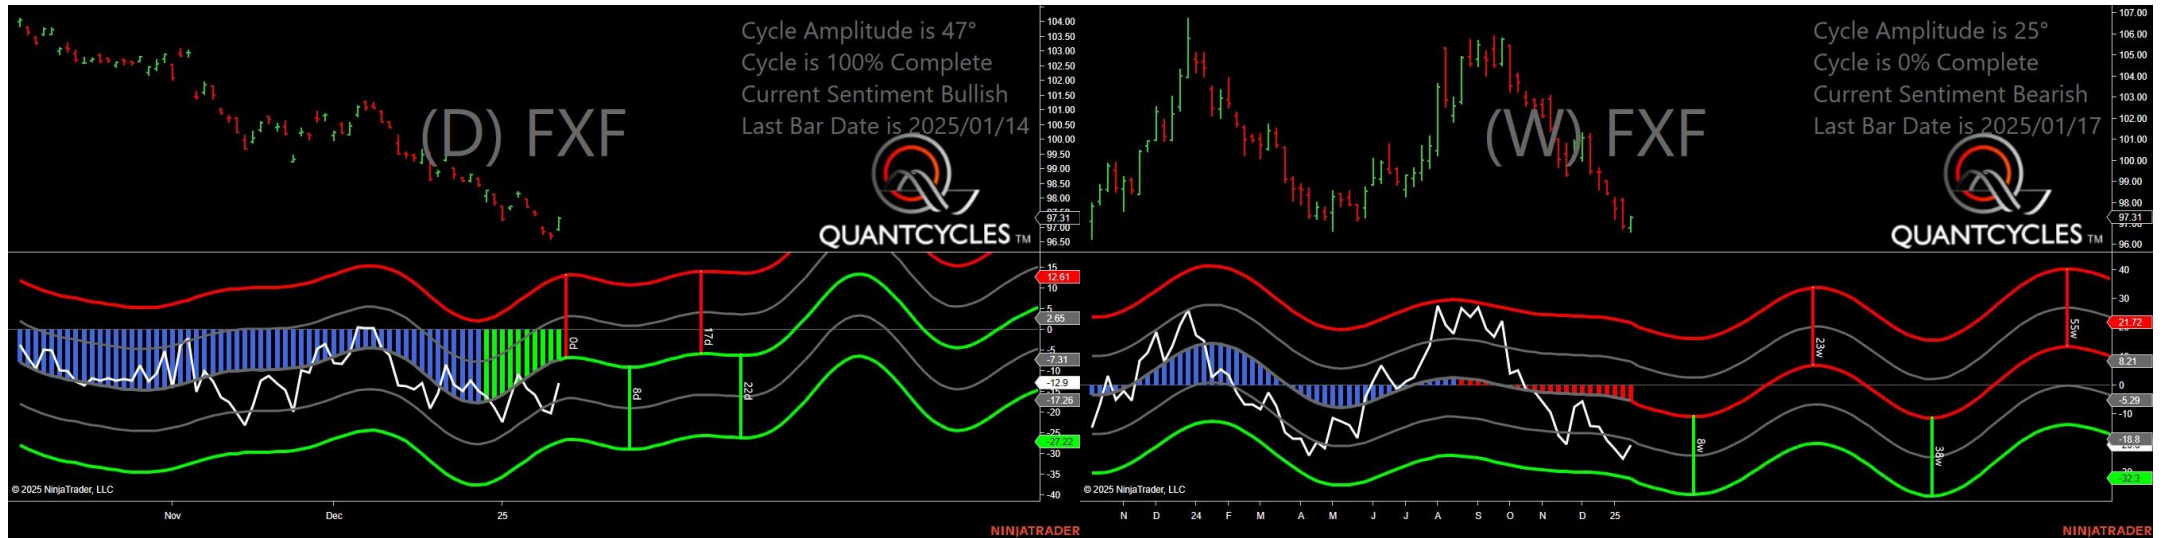 Cycle Amplitude is 47°
Cycle is 100% Complete
Current Sentiment Bullish
Last Bar Date is 2025/01/14
(D) FXF
QUANTCYCLES TM
104.00
103.50
103.00
102.50
102.00
101.50
101.00
100.50
100.00
99.50
99.00
98.50
98.00
97.31
97.00
96.50
15
12.61
10
5
2.65
0
-5
-7.31
-10
-12.9
-17.26
-20
-25
-27.22
-30
-35
-40
0d
8d
17d
22d
© 2025 NinjaTrader, LLC
Nov
Dec
25
NINJATRADER
Cycle Amplitude is 25°
Cycle is 0% Complete
Current Sentiment Bearish
Last Bar Date is 2025/01/17
(W) FXF
QUANTCYCLES TM
107.00
106.00
105.00
104.00
103.00
102.00
101.00
100.00
99.00
98.00
97.31
96.00
40
30
21.72
8.21
0
-5.29
-10
-18.8
-32.3
8w
23w
38w
55w
© 2025 NinjaTrader, LLC
N
D
24
F
M
A
M
J
J
A
S
O
N
D
25
NINJATRADER